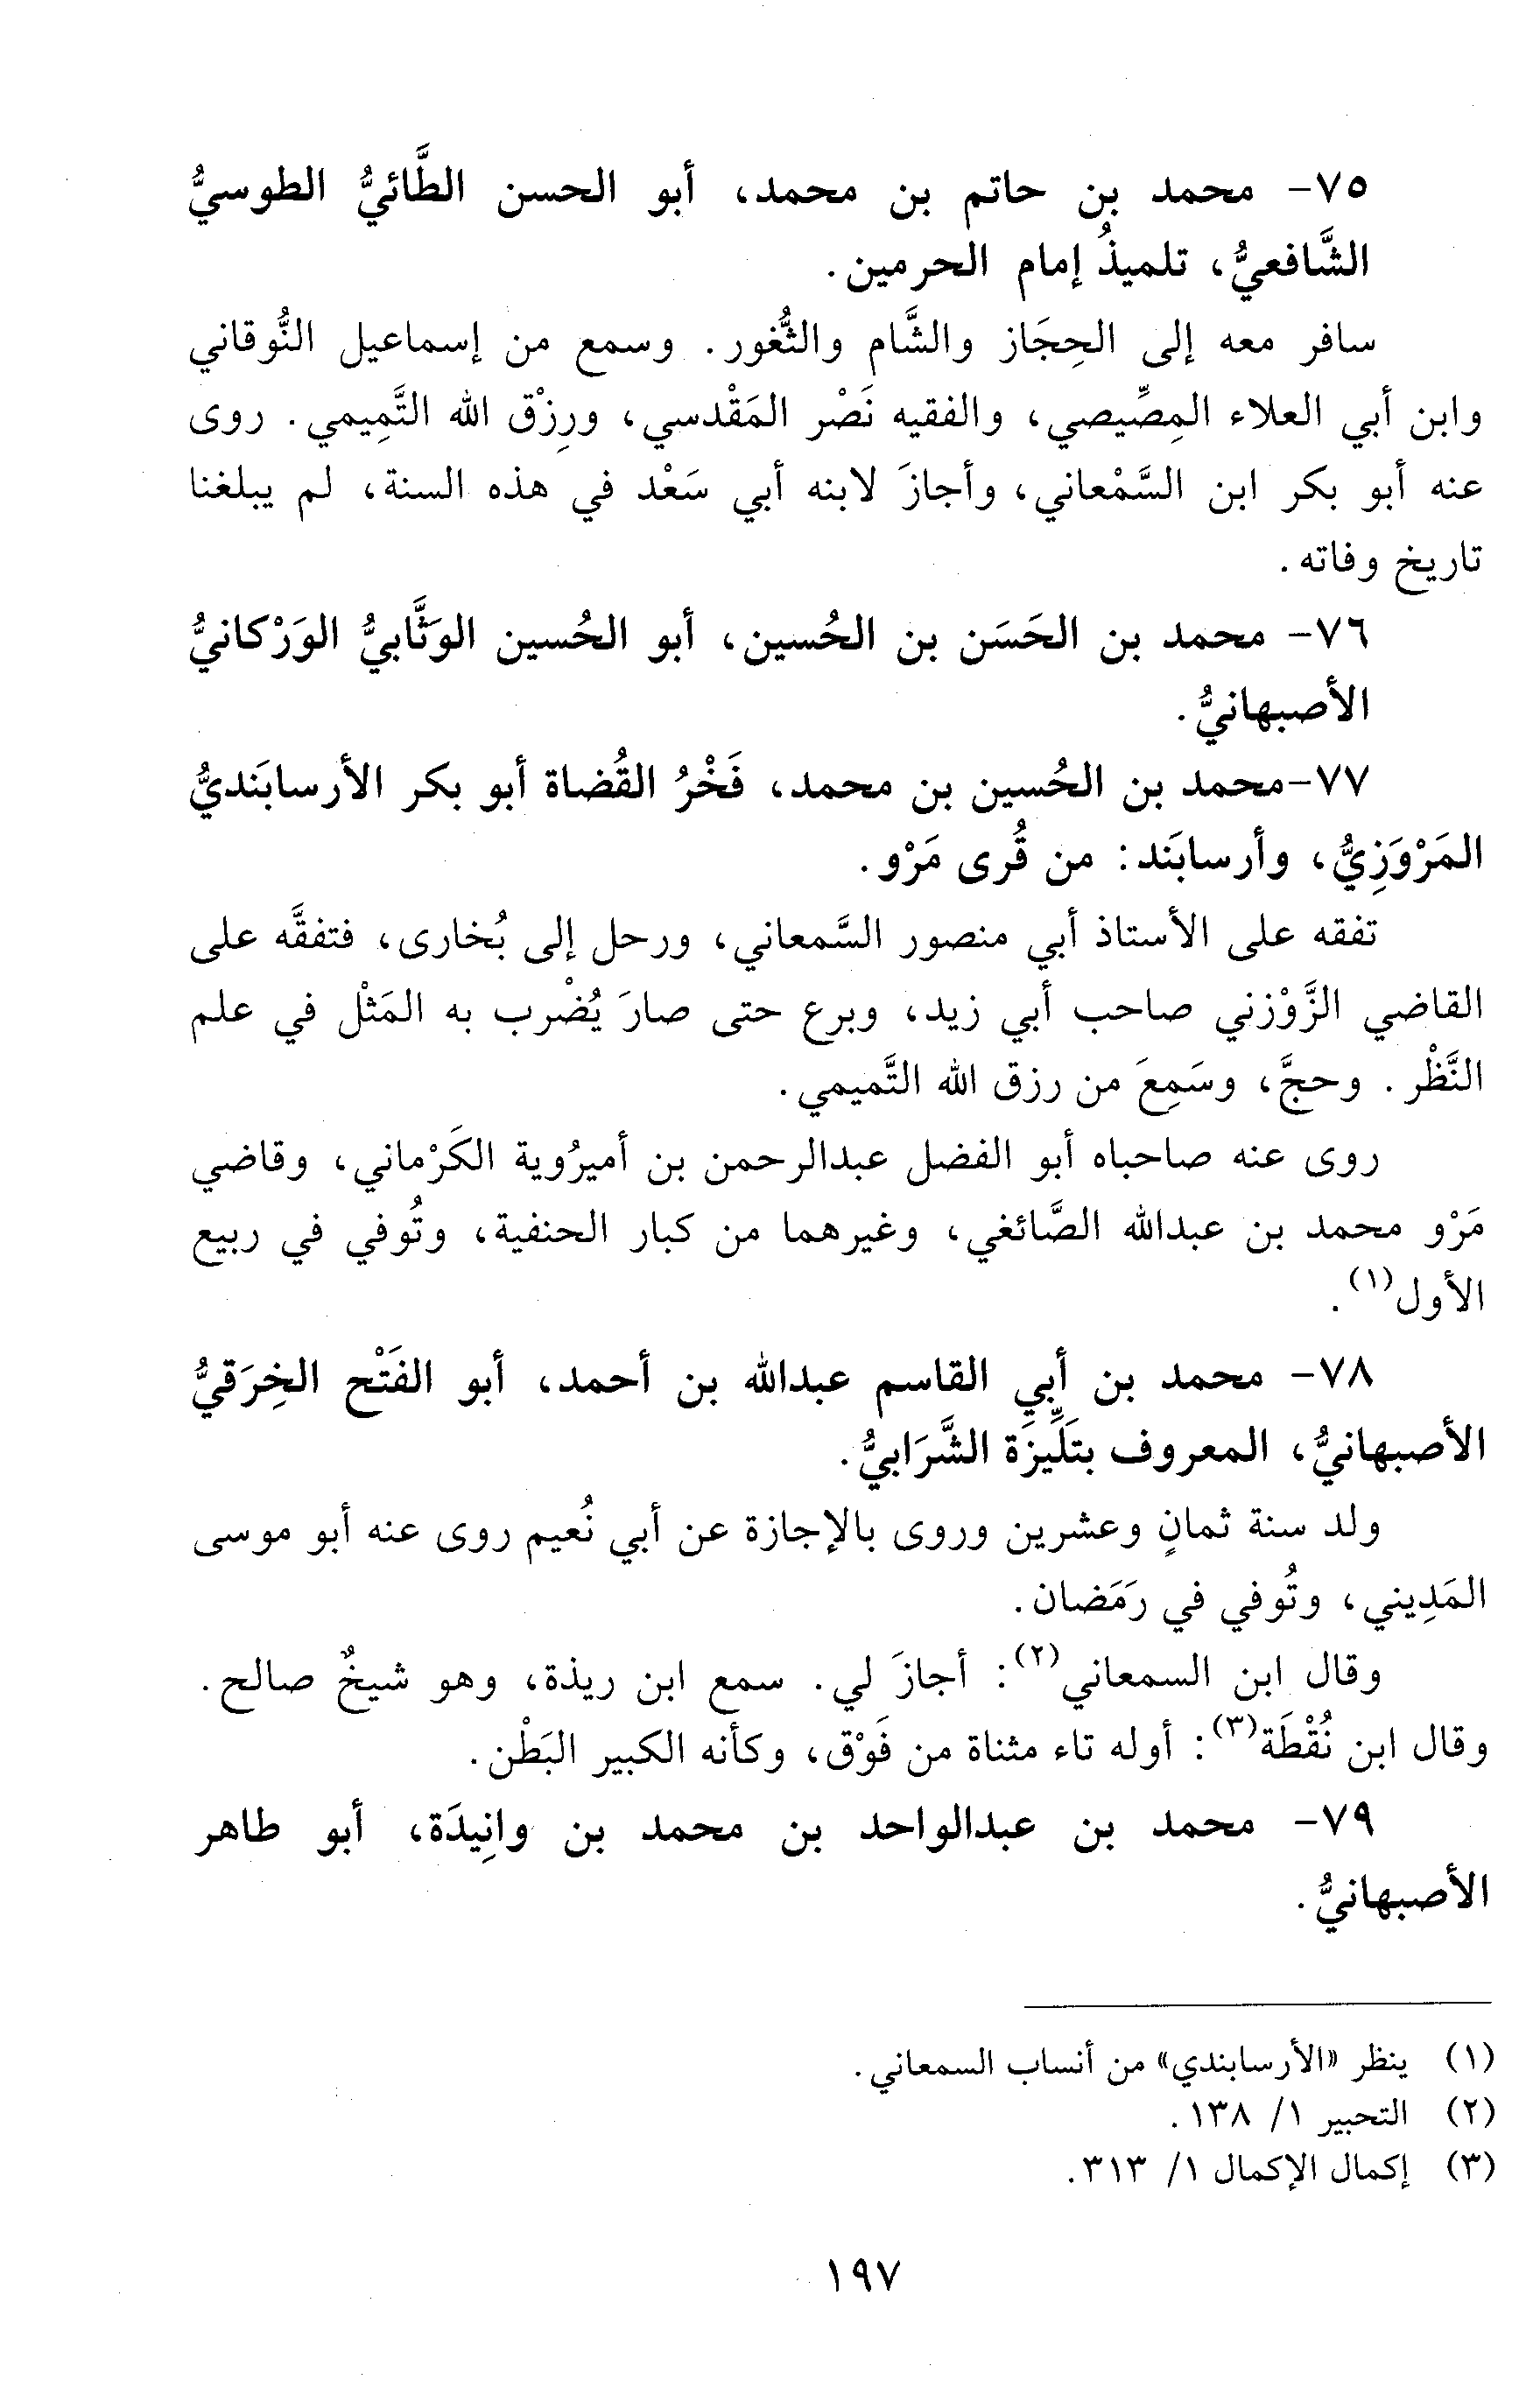 ٧٥- محمد بن حاتم بن محمد، أبو الحسن الطَّائيُّ الطوسيُّ
الشَّافعيُّ، تلميذُ إمام الحرمين.
سافر معه إلى الحِجَاز والشَّام والثُّغور. وسمع من إسماعيل النُّوقاني
وابن أبي العلاء المِصِّيصي، والفقيه نَصْر المَقْدسي، ورِزْق الله التَّمِيمي. روى
عنه أبو بكر ابن السَّمْعاني، وأجازَ لابنه أبي سَعْد في هذه السنة، لم يبلغنا
تاريخ وفاته.
٧٦- محمد بن الحَسَن بن الحُسين، أبو الحُسين الوَثَّابيُّ الوَرْكانيُّ
الأصبهانيُّ.
٧٧-محمد بن الحُسين بن محمد، فَخْرُ القُضاة أبو بكر الأرسابَنديُّ
المَرْوَزِيُّ، وأرسابَند: من قُرى مَرْو.
تفقه على الأستاذ أبي منصور السَّمعاني، ورحل إلى بُخارى، فتفقَّه على
القاضي الزَّوْزني صاحب أبي زيد، وبرع حتى صارَ يُضْرب به المَثْل في علم
النَّظْر. وحجَّ، وسَمِعَ من رزق الله التَّميمي.
روى عنه صاحباه أبو الفضل عبدالرحمن بن أميرُوية الكَرْماني، وقاضي
مَرْو محمد بن عبدالله الصَّائغي، وغيرهما من كبار الحنفية، وتُوفي في ربيع
الأول(١).
٧٨- محمد بن أبي القاسم عبدالله بن أحمد، أبو الفَتْح الخِرَقيُّ
الأصبهانيُّ، المعروف بتَلِّيزَة الشَّرَابيُّ.
ولد سنة ثمانٍ وعشرين وروى بالإجازة عن أبي نُعيم روى عنه أبو موسى
المَدِيني، وتُوفي في رَمَضان.
وقال ابن السمعاني(٢): أجازَ لي. سمع ابن ريذة، وهو شيخٌ صالح.
وقال ابن نُقْطَة(٣): أوله تاء مثناة من فَوْق، وكأنه الكبير البَطْن.
٧٩- محمد بن عبدالواحد بن محمد بن وانِيدَة، أبو طاهر
الأصبهانيُّ.
(١) ينظر «الأرسابندي» من أنساب السمعاني.
(٢) التحبير ١/ ١٣٨.
(٣) إكمال الإكمال ١/ ٣١٣.
١٩٧